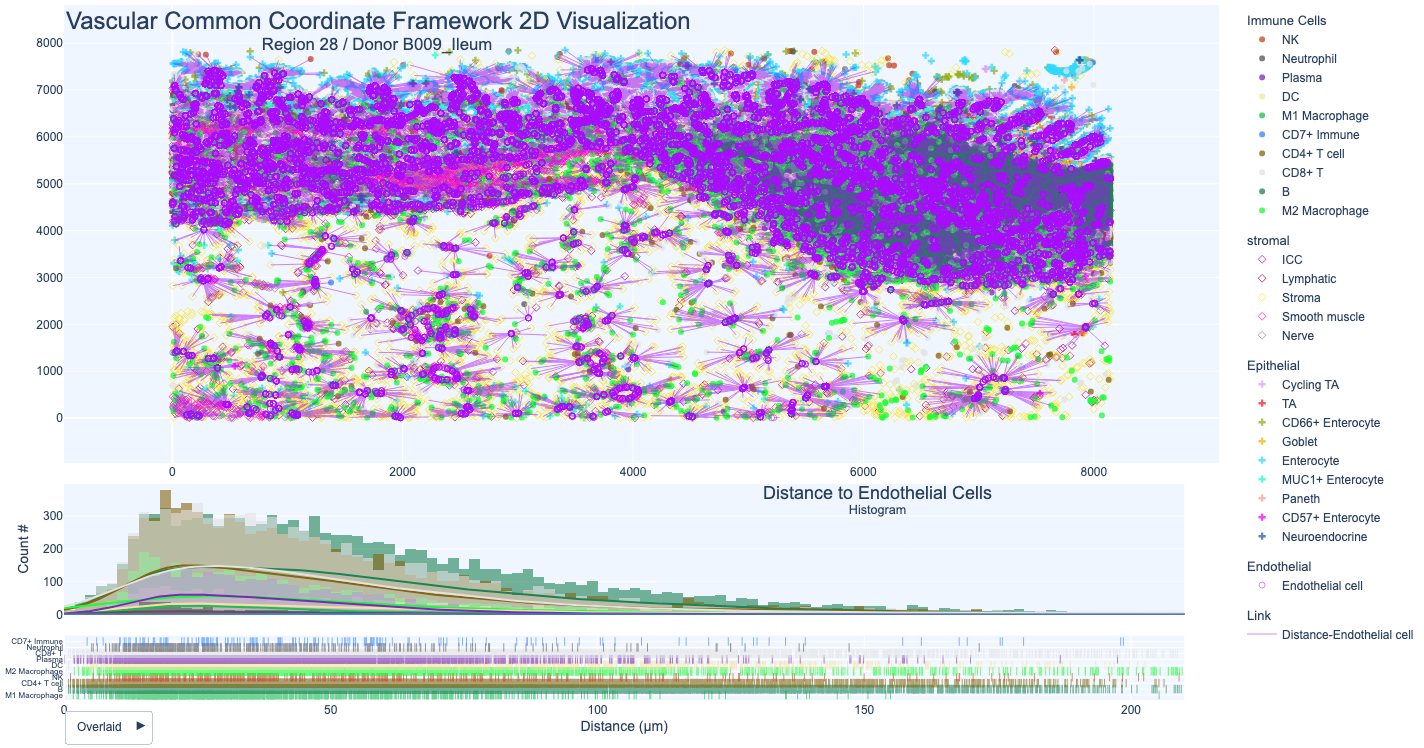 Vascular Common Coordinate Framework 2D Visualization
Region 28 / Donor B009_Ileum
8000
7000
6000
5000
4000
3000
2000
1000
0
0 2000 4000 6000 8000
Immune Cells
NK
Neutrophil
Plasma
DC
M1 Macrophage
CD7+ Immune
CD4+ T cell
CD8+ T
B
M2 Macrophage
stromal
ICC
Lymphatic
Stroma
Smooth muscle
Nerve
Epithelial
Cycling TA
TA
CD66+ Enterocyte
Goblet
Enterocyte
MUC1+ Enterocyte
Paneth
CD57+ Enterocyte
Neuroendocrine
Endothelial
Endothelial cell
Link
Distance-Endothelial cell
Distance to Endothelial Cells
Histogram
Count #
300
200
100
0
CD7+ Immune
Neutrophil
CD8+ T
Plasma
DC
M2 Macrophage
NK
CD4+ T cell
B
M1 Macrophage
0 50 100 150 200
Distance (μm)
Overlaid ▶